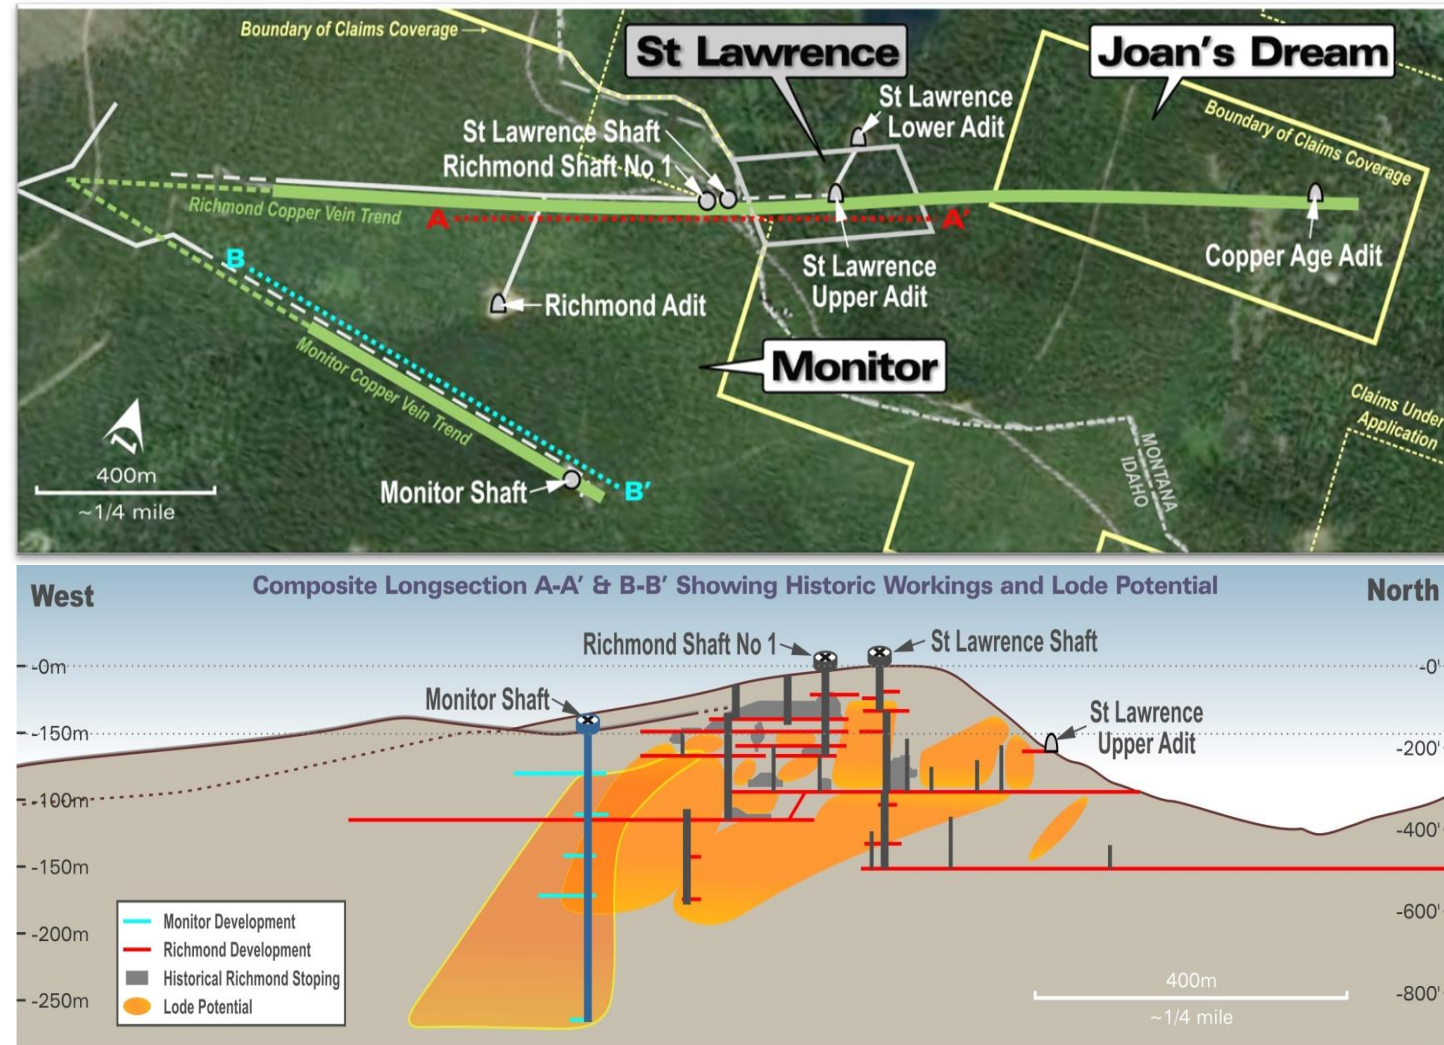 Boundary of Claims Coverage
St Lawrence
Joan's Dream
St Lawrence
Lower Adit
Boundary of Claims Coverage
St Lawrence Shaft
Richmond Shaft No 1
Richmond Copper Vein Trend
A
A'
Copper Age Adit
B
St Lawrence
Upper Adit
Richmond Adit
Monitor Copper Vein Trend
Monitor
Claims Under
Application
MONTANA
IDAHO
Z
400m
~1/4 mile
Monitor Shaft
B'
West
Composite Longsection A-A' & B-B' Showing Historic Workings and Lode Potential
North
Richmond Shaft No 1
St Lawrence Shaft
-0m
-0'
Monitor Shaft
St Lawrence
Upper Adit
-150m
-200'
-100m
-400'
-150m
Monitor Development
Richmond Development
Historical Richmond Stoping
Lode Potential
-600'
-200m
-250m
400m
~1/4 mile
-800'